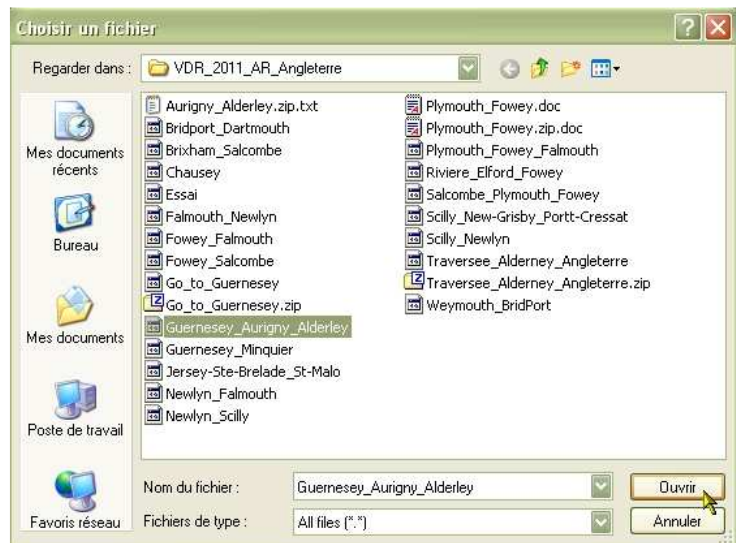 Choisir un fichier
Regarder dans :
VDR_2011_AR_Angleterre
Mes documents
récents
Bureau
Mes documents
Poste de travail
Favoris réseau
Aurigny_Alderley.zip.txt
Bridport_Dartmouth
Brixham_Salcombe
Chausey
Essai
Falmouth_Newlyn
Fowey_Falmouth
Fowey_Salcombe
Go_to_Guernesey
Go_to_Guernesey.zip
Guernesey_Aurigny_Alderley
Guernesey_Minquier
Jersey-Ste-Brelade_St-Malo
Newlyn_Falmouth
Newlyn_Scilly
Plymouth_Fowey.doc
Plymouth_Fowey.zip.doc
Plymouth_Fowey_Falmouth
Riviere_Elford_Fowey
Salcombe_Plymouth_Fowey
Scilly_New-Grisby_Portt-Cressat
Scilly_Newlyn
Traversee_Alderney_Angleterre
Traversee_Alderney_Angleterre.zip
Weymouth_BridPort
Nom du fichier :
Guernesey_Aurigny_Alderley
Ouvrir
Fichiers de type :
All files (*.*)
Annuler